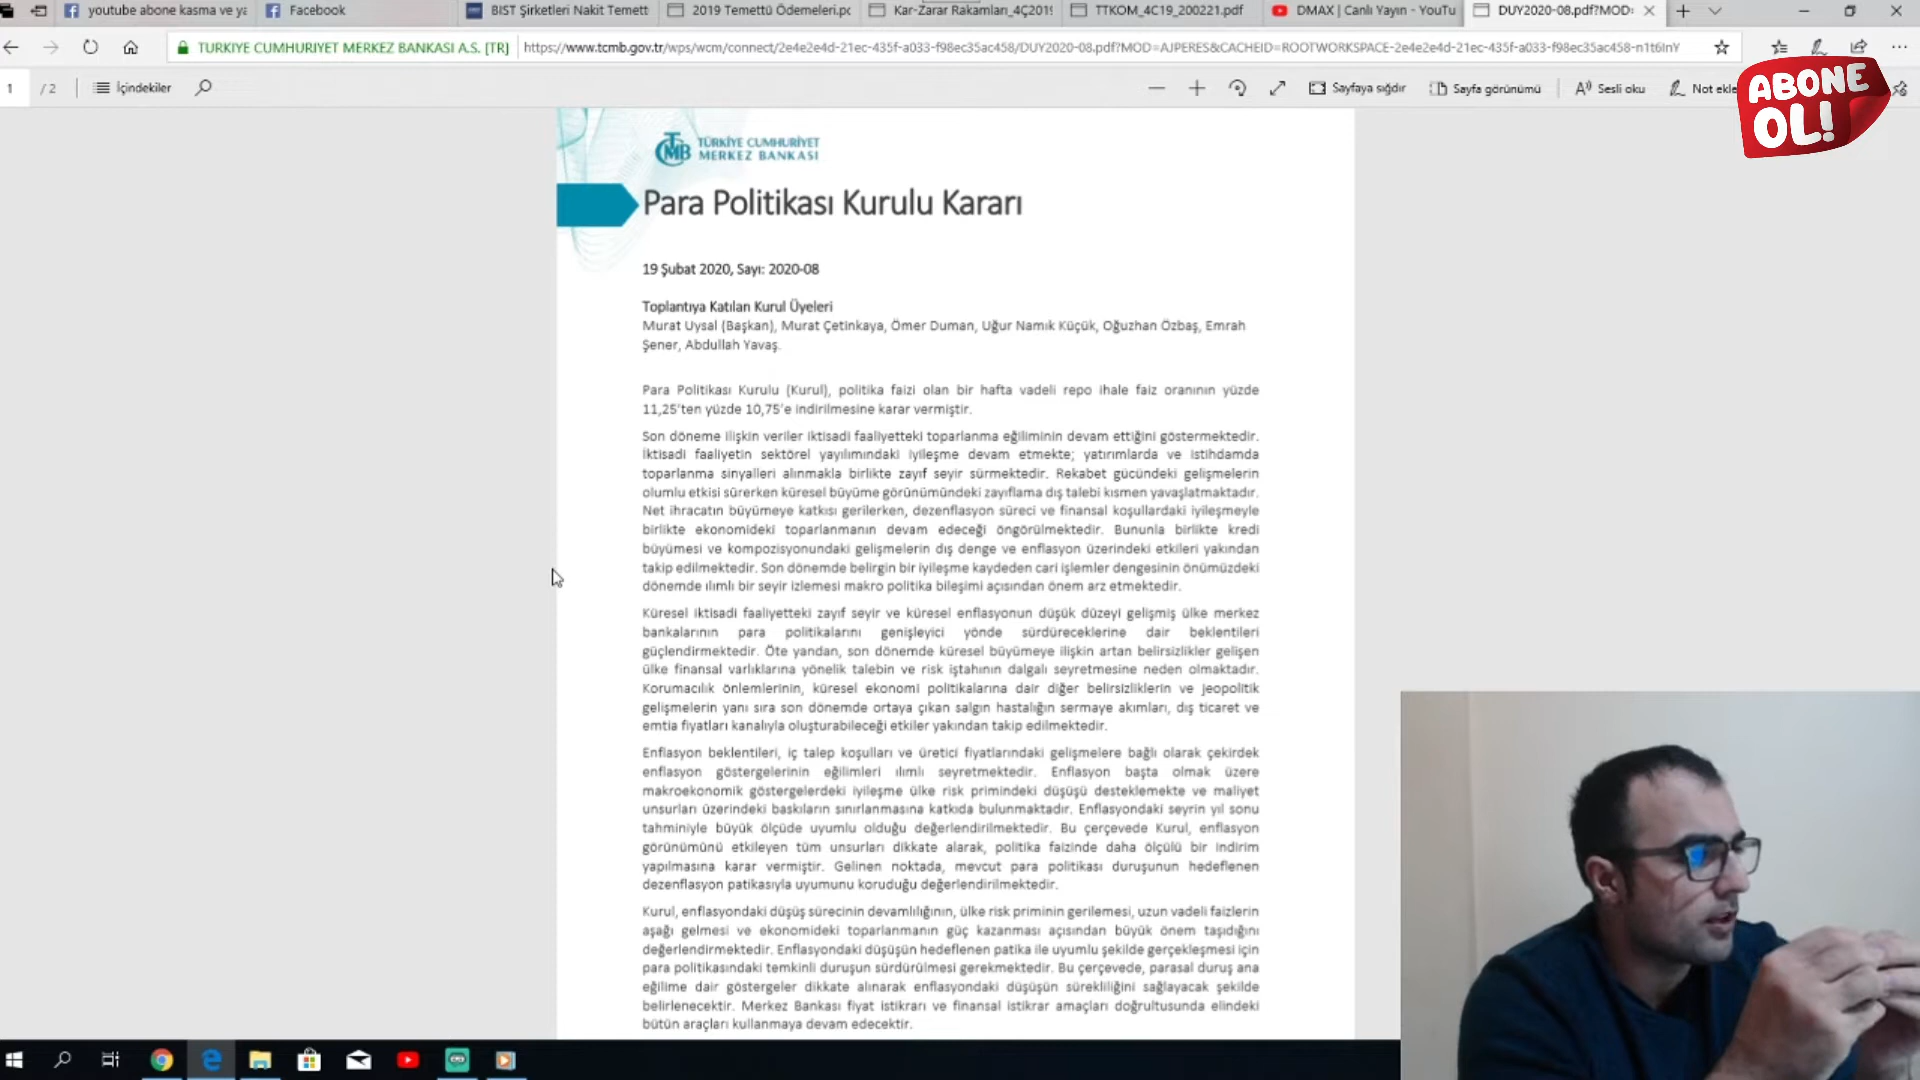 youtube abone kasma ve ya
Facebook
BIST Şirketleri Nakit Temett
2019 Temettü Ödemeleri.pc
Kar-Zarar Rakamları_4Ç2019
TTKOM_4C19_200221.pdf
DMAX | Canlı Yayın - YouTu
DUY2020-08.pdf?MOD=
TURKIYE CUMHURIYET MERKEZ BANKASI A.S. [TR]
https://www.tcmb.gov.tr/wps/wcm/connect/2e4e2e4d-21ec-435f-a033-f98ec35ac458/DUY2020-08.pdf?MOD=AJPERES&CACHEID=ROOTWORKSPACE-2e4e2e4d-21ec-435f-a033-f98ec35ac458-n1t6InY
1 / 2
İçindekiler
Sayfaya sığdır
Sayfa görünümü
Sesli oku
Not ekle
ABONE
OL!
TÜRKİYE CUMHURİYET
MERKEZ BANKASI
Para Politikası Kurulu Kararı
19 Şubat 2020, Sayı: 2020-08
Toplantıya Katılan Kurul Üyeleri
Murat Uysal (Başkan), Murat Çetinkaya, Ömer Duman, Uğur Namık Küçük, Oğuzhan Özbaş, Emrah
Şener, Abdullah Yavaş.
Para Politikası Kurulu (Kurul), politika faizi olan bir hafta vadeli repo ihale faiz oranının yüzde
11,25'ten yüzde 10,75'e indirilmesine karar vermiştir.
Son döneme ilişkin veriler iktisadi faaliyetteki toparlanma eğiliminin devam ettiğini göstermektedir.
İktisadi faaliyetin sektörel yayılımındaki iyileşme devam etmekte; yatırımlarda ve istihdamda
toparlanma sinyalleri alınmakla birlikte zayıf seyir sürmektedir. Rekabet gücündeki gelişmelerin
olumlu etkisi sürerken küresel büyüme görünümündeki zayıflama dış talebi kısmen yavaşlatmaktadır.
Net ihracatın büyümeye katkısı gerilerken, dezenflasyon süreci ve finansal koşullardaki iyileşmeyle
birlikte ekonomideki toparlanmanın devam edeceği öngörülmektedir. Bununla birlikte kredi
büyümesi ve kompozisyonundaki gelişmelerin dış denge ve enflasyon üzerindeki etkileri yakından
takip edilmektedir. Son dönemde belirgin bir iyileşme kaydeden cari işlemler dengesinin önümüzdeki
dönemde ılımlı bir seyir izlemesi makro politika bileşimi açısından önem arz etmektedir.
Küresel iktisadi faaliyetteki zayıf seyir ve küresel enflasyonun düşük düzeyi gelişmiş ülke merkez
bankalarının para politikalarını genişleyici yönde sürdüreceklerine dair beklentileri
güçlendirmektedir. Öte yandan, son dönemde küresel büyümeye ilişkin artan belirsizlikler gelişen
ülke finansal varlıklarına yönelik talebin ve risk iştahının dalgalı seyretmesine neden olmaktadır.
Korumacılık önlemlerinin, küresel ekonomi politikalarına dair diğer belirsizliklerin ve jeopolitik
gelişmelerin yanı sıra son dönemde ortaya çıkan salgın hastalığın sermaye akımları, dış ticaret ve
emtia fiyatları kanalıyla oluşturabileceği etkiler yakından takip edilmektedir.
Enflasyon beklentileri, iç talep koşulları ve üretici fiyatlarındaki gelişmelere bağlı olarak çekirdek
enflasyon göstergelerinin eğilimleri ılımlı seyretmektedir. Enflasyon başta olmak üzere
makroekonomik göstergelerdeki iyileşme ülke risk primindeki düşüşü desteklemekte ve maliyet
unsurları üzerindeki baskıların sınırlanmasına katkıda bulunmaktadır. Enflasyondaki seyrin yıl sonu
tahminiyle büyük ölçüde uyumlu olduğu değerlendirilmektedir. Bu çerçevede Kurul, enflasyon
görünümünü etkileyen tüm unsurları dikkate alarak, politika faizinde daha ölçülü bir indirim
yapılmasına karar vermiştir. Gelinen noktada, mevcut para politikası duruşunun hedeflenen
dezenflasyon patikasıyla uyumunu koruduğu değerlendirilmektedir.
Kurul, enflasyondaki düşüş sürecinin devamlılığının, ülke risk priminin gerilemesi, uzun vadeli faizlerin
aşağı gelmesi ve ekonomideki toparlanmanın güç kazanması açısından büyük önem taşıdığını
değerlendirmektedir. Enflasyondaki düşüşün hedeflenen patika ile uyumlu şekilde gerçekleşmesi için
para politikasındaki temkinli duruşun sürdürülmesi gerekmektedir. Bu çerçevede, parasal duruş ana
eğilime dair göstergeler dikkate alınarak enflasyondaki düşüşün sürekliliğini sağlayacak şekilde
belirlenecektir. Merkez Bankası fiyat istikrarı ve finansal istikrar amaçları doğrultusunda elindeki
bütün araçları kullanmaya devam edecektir.